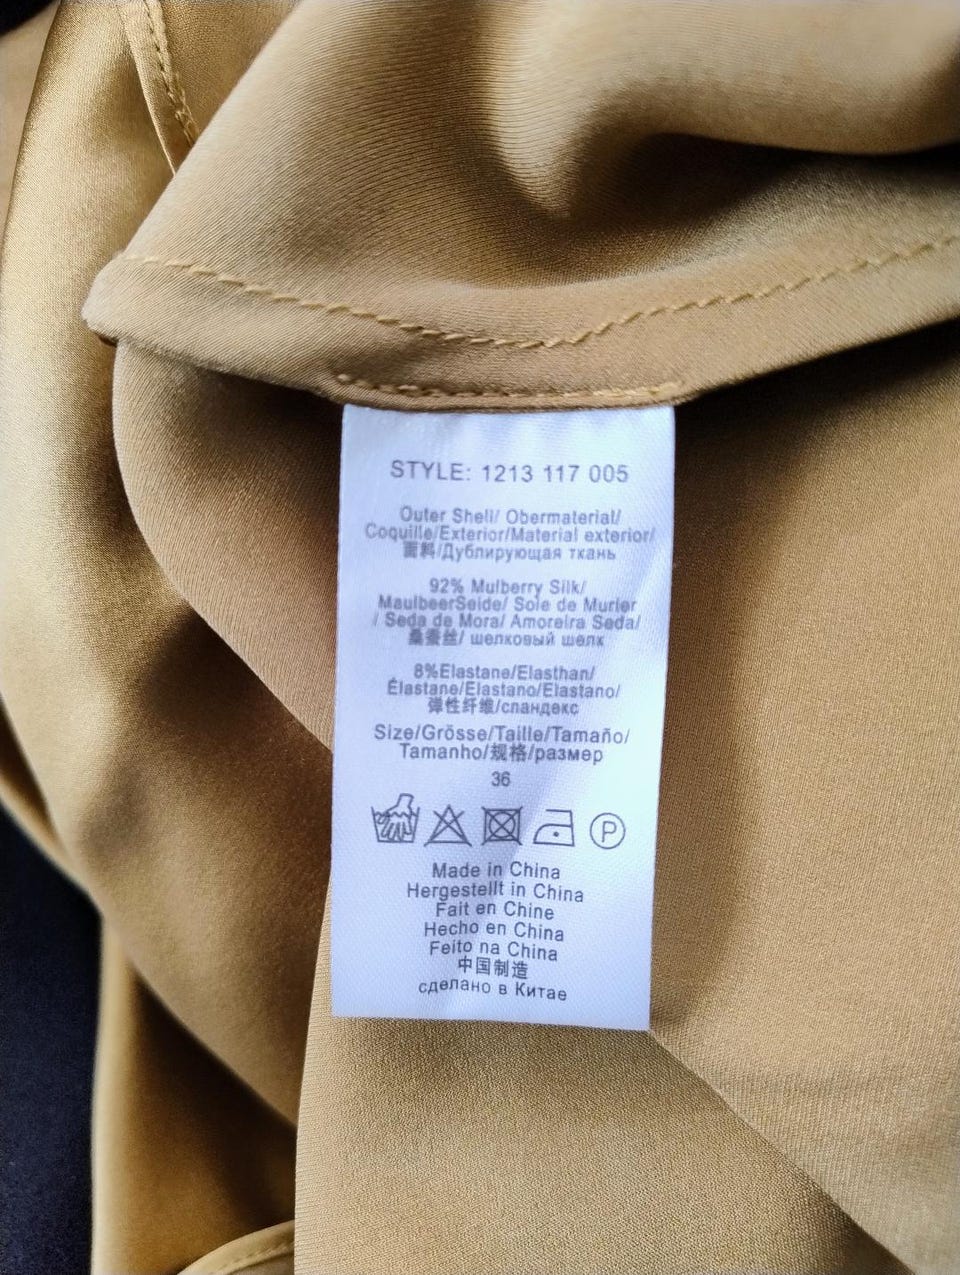 STYLE: 1213 117 005
Outer Shell/ Obermaterial/
Coquille/Exterior/Material exterior/
面料/Дублирующая ткань
92% Mulberry Silk/
MaulbeerSeide/ Soie de Murier
/ Seda de Mora/ Amoreira Seda/
桑蚕丝/ шелковый шелк
8%Elastane/Elasthan/
Élastane/Elastano/Elastano/
弹性纤维/спандекс
Size/Grösse/Taille/Tamaño/
Tamanho/规格/размер
36
P
Made in China
Hergestellt in China
Fait en Chine
Hecho en China
Feito na China
中国制造
сделано в Китае